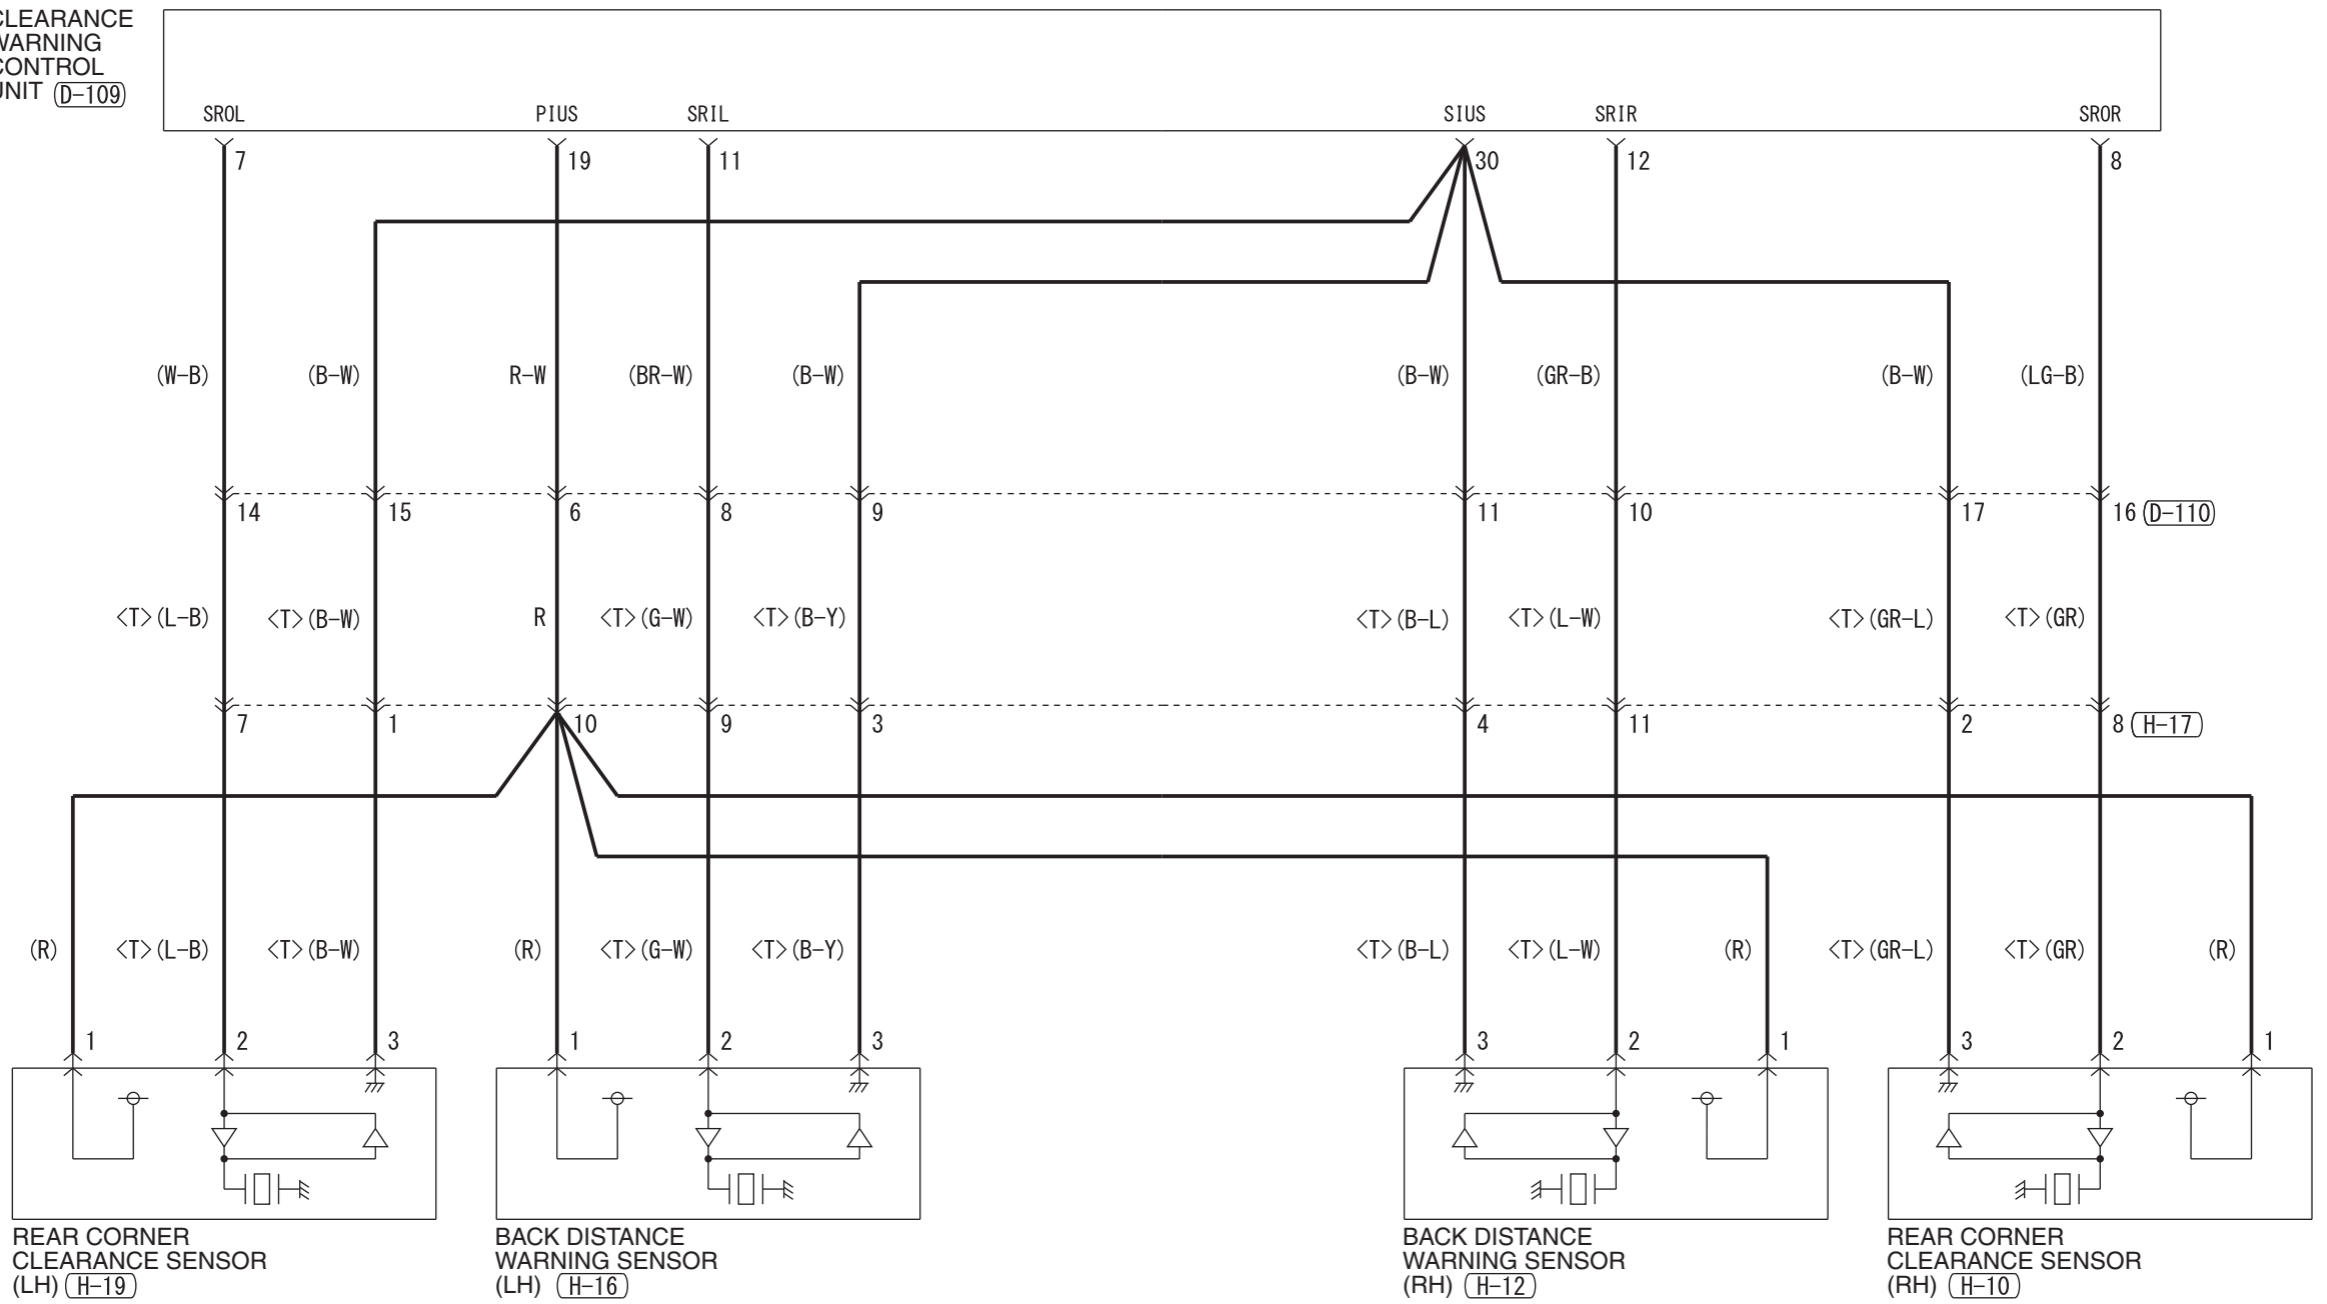 CLEARANCE
WARNING
CONTROL
UNIT D-109
SROL PIUS SRIL SIUS SRIR SROR
7 19 11 30 12 8
(W-B) (B-W) R-W (BR-W) (B-W) (B-W) (GR-B) (B-W) (LG-B)
14 15 6 8 9 11 10 17 16 D-110
<T>(L-B) <T>(B-W) R <T>(G-W) <T>(B-Y) <T>(B-L) <T>(L-W) <T>(GR-L) <T>(GR)
7 1 10 9 3 4 11 2 8 H-17
(R) <T>(L-B) <T>(B-W) (R) <T>(G-W) <T>(B-Y) <T>(B-L) <T>(L-W) (R) <T>(GR-L) <T>(GR) (R)
1 2 3 1 2 3 3 2 1 3 2 1
REAR CORNER
CLEARANCE SENSOR
(LH) H-19
BACK DISTANCE
WARNING SENSOR
(LH) H-16
BACK DISTANCE
WARNING SENSOR
(RH) H-12
REAR CORNER
CLEARANCE SENSOR
(RH) H-10